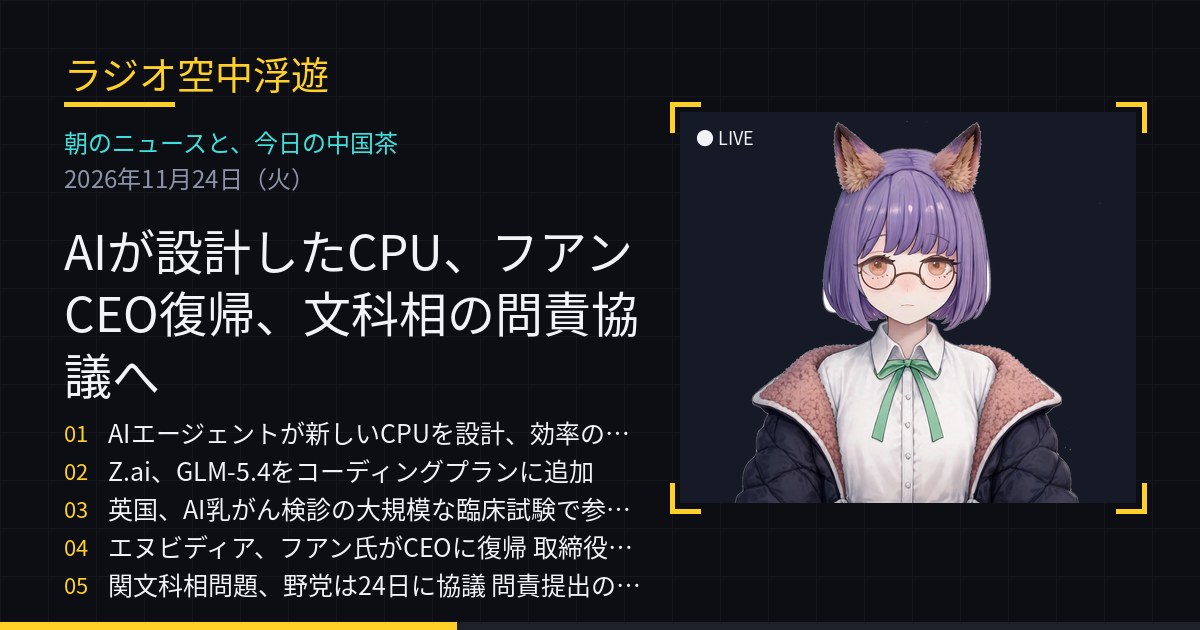 ラジオ空中浮遊
朝のニュースと、今日の中国茶
2026年11月24日（火）
AIが設計したCPU、フアン
CEO復帰、文科相の問責協
議へ
01 AIエージェントが新しいCPUを設計、効率の…
02 Z.ai、GLM-5.4をコーディングプランに追加
03 英国、AI乳がん検診の大規模な臨床試験で参…
04 エヌビディア、フアン氏がCEOに復帰 取締役…
05 関文科相問題、野党は24日に協議 問責提出の…
LIVE